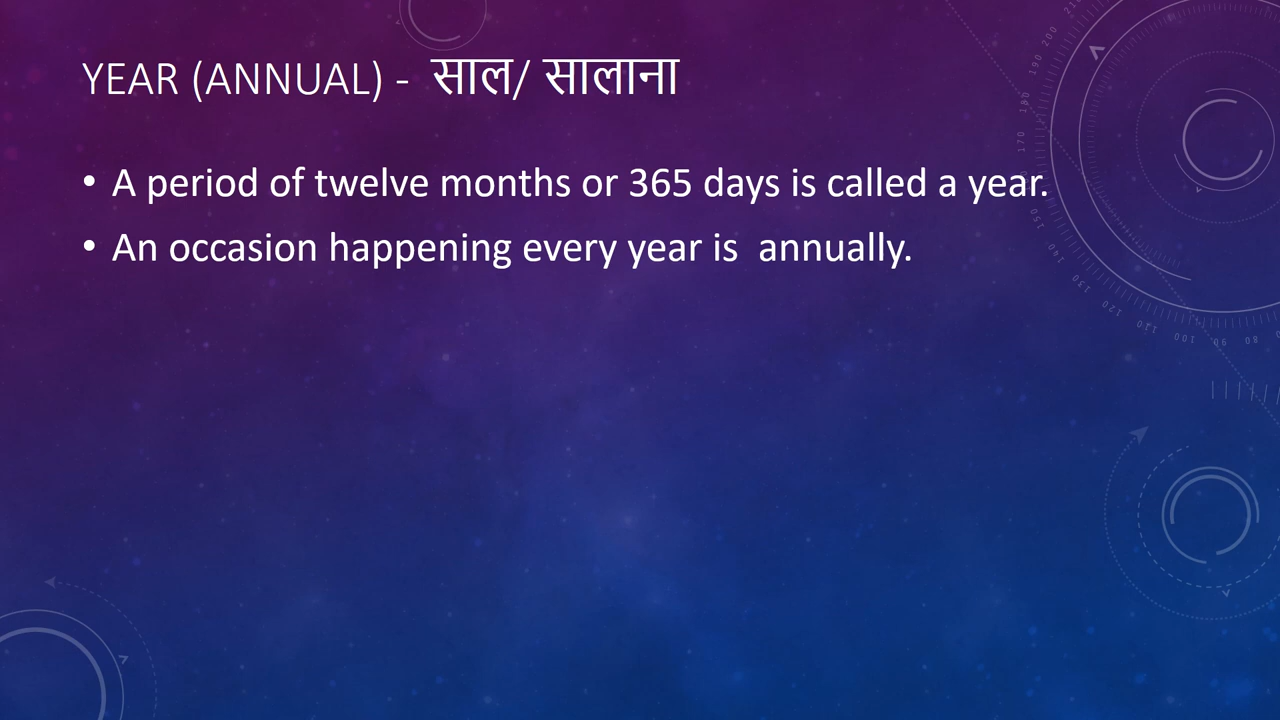 YEAR (ANNUAL) - साल/ सालाना
• A period of twelve months or 365 days is called a year.
• An occasion happening every year is  annually.